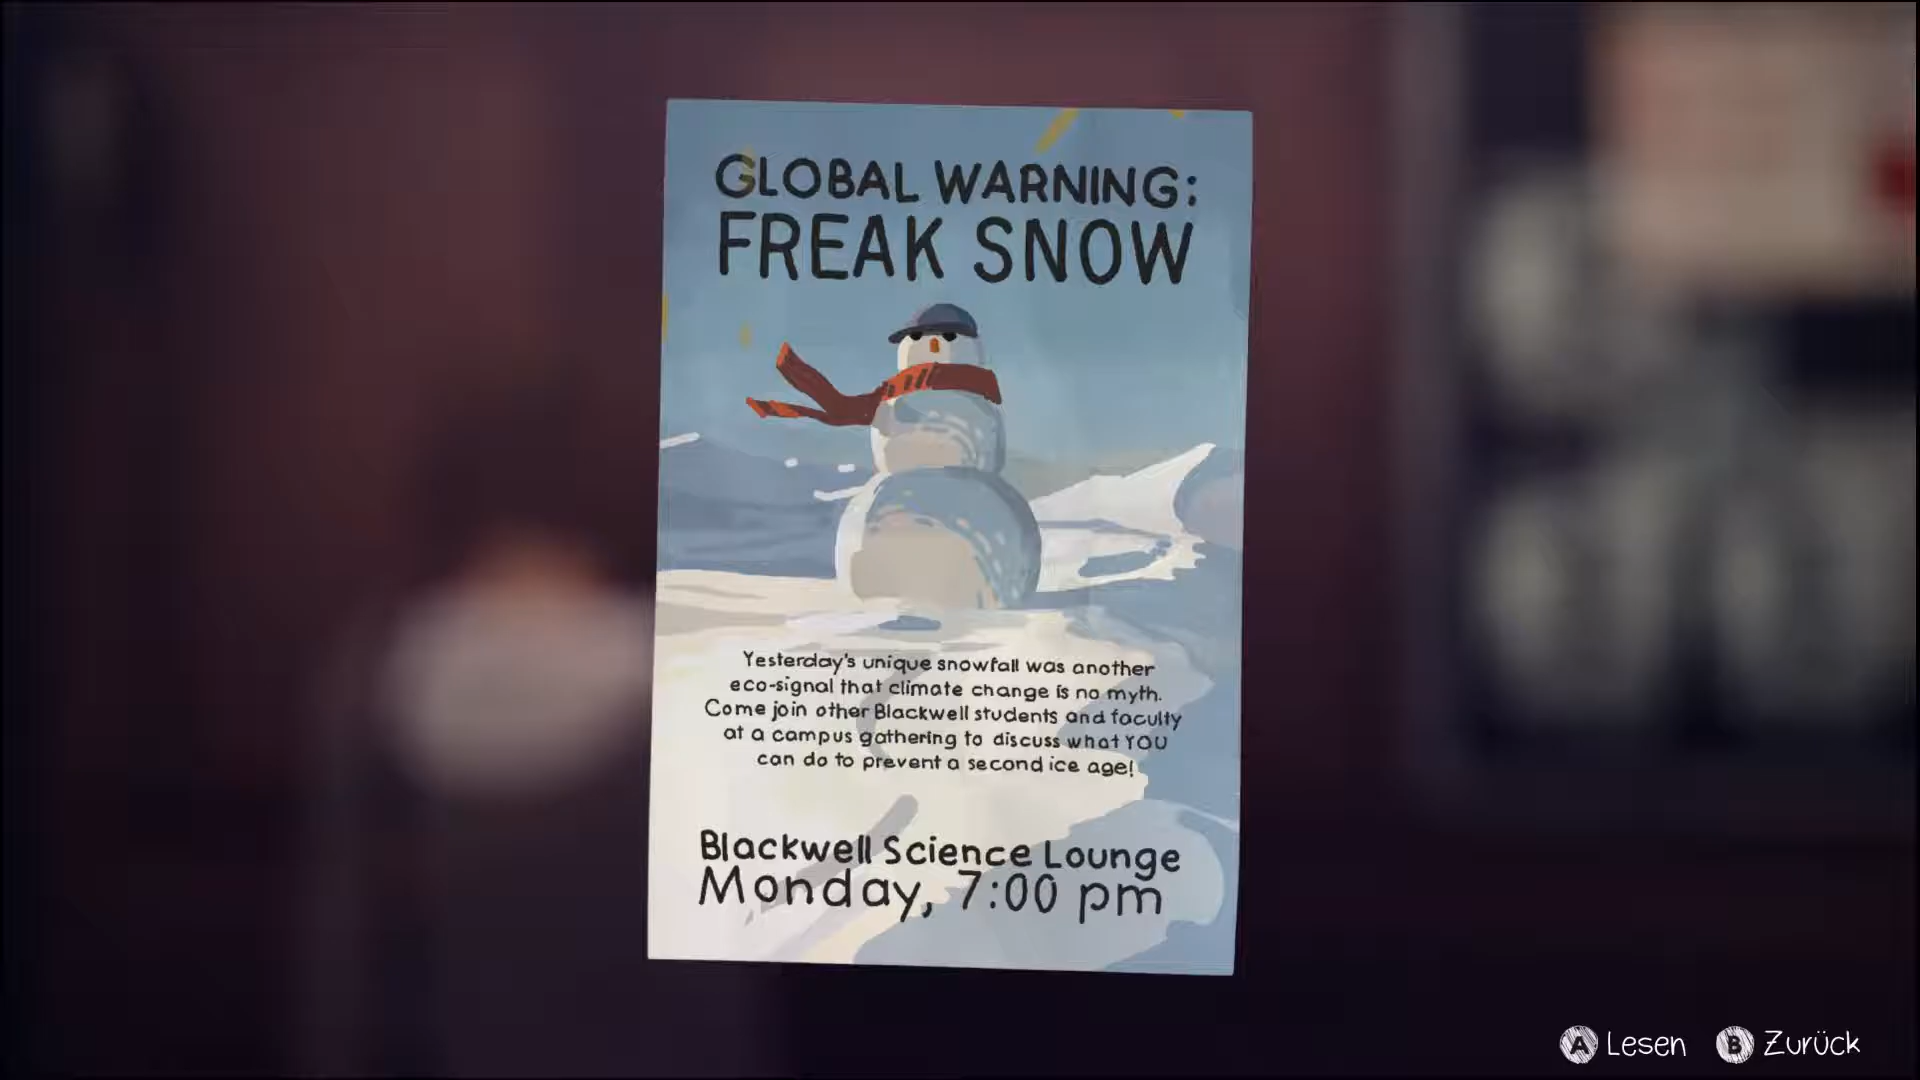 GLOBAL WARNING:
FREAK SNOW
Yesterday's unique snowfall was another
eco-signal that climate change is no myth.
Come join other Blackwell students and faculty
at a campus gathering to discuss what YOU
can do to prevent a second ice age!
Blackwell Science Lounge
Monday, 7:00 pm
A Lesen B Zurück